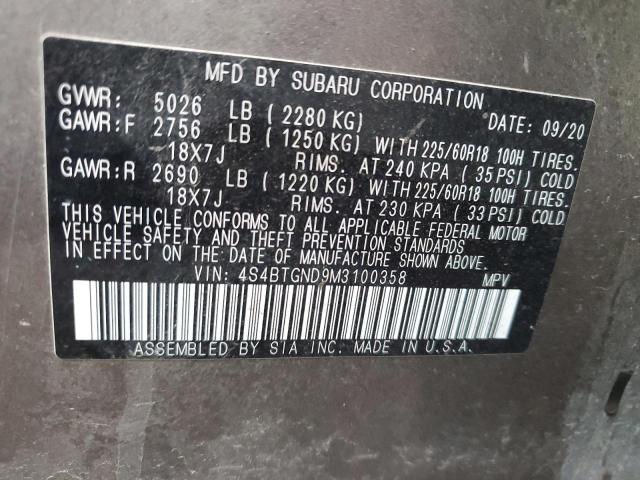 MFD BY SUBARU CORPORATION
GVWR: 5026 LB ( 2280 KG) DATE: 09/20
GAWR:F 2756 LB ( 1250 KG) WITH 225/60R18 100H TIRES.
18X7J RIMS. AT 240 KPA ( 35 PSI) COLD
GAWR:R 2690 LB ( 1220 KG) WITH 225/60R18 100H TIRES.
18X7J RIMS. AT 230 KPA ( 33 PSI) COLD
THIS VEHICLE CONFORMS TO ALL APPLICABLE FEDERAL MOTOR
VEHICLE SAFETY AND THEFT PREVENTION STANDARDS
IN EFFECT ON THE DATE OF MANUFACTURE SHOWN ABOVE.
VIN: 4S4BTGND9M3100358 MPV
ASSEMBLED BY SIA INC. MADE IN U.S.A.